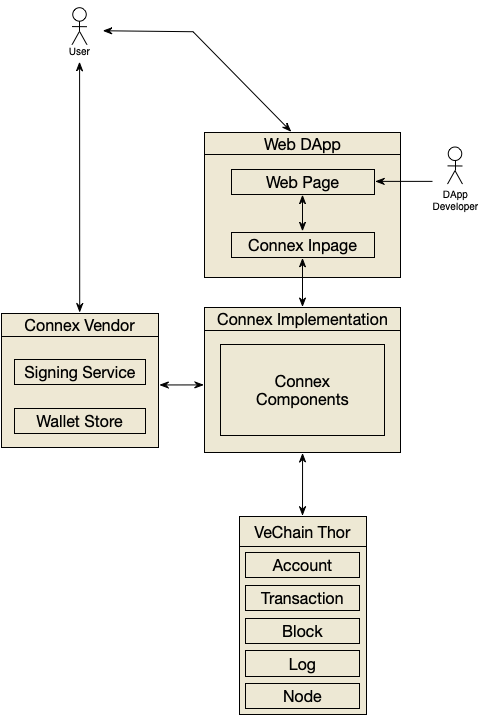 User
Web DApp
Web Page
DApp
Developer
Connex Inpage
Connex Vendor
Signing Service
Wallet Store
Connex Implementation
Connex
Components
VeChain Thor
Account
Transaction
Block
Log
Node